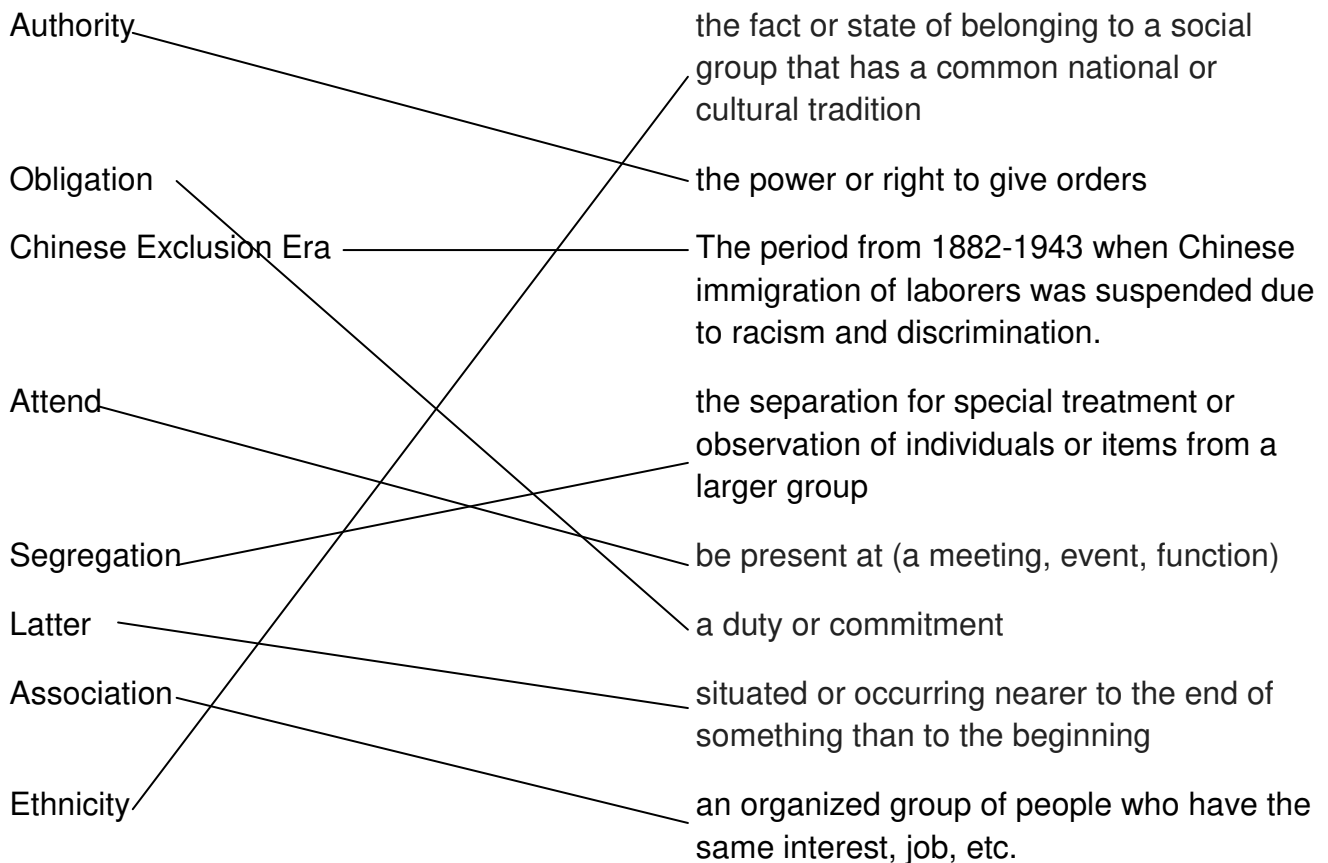 Authority
the fact or state of belonging to a social
group that has a common national or
cultural tradition
Obligation
the power or right to give orders
Chinese Exclusion Era
The period from 1882-1943 when Chinese
immigration of laborers was suspended due
to racism and discrimination.
Attend
the separation for special treatment or
observation of individuals or items from a
larger group
Segregation
be present at (a meeting, event, function)
Latter
a duty or commitment
Association
situated or occurring nearer to the end of
something than to the beginning
Ethnicity
an organized group of people who have the
same interest, job, etc.